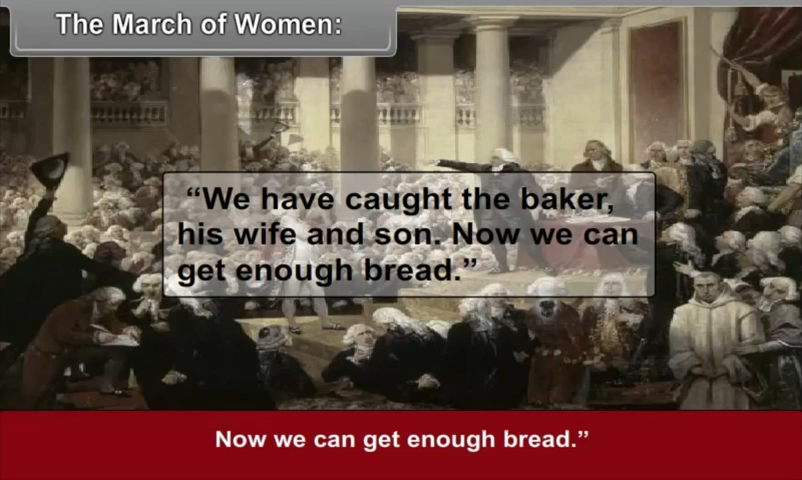 The March of Women:
“We have caught the baker,
his wife and son. Now we can
get enough bread.”
Now we can get enough bread.”